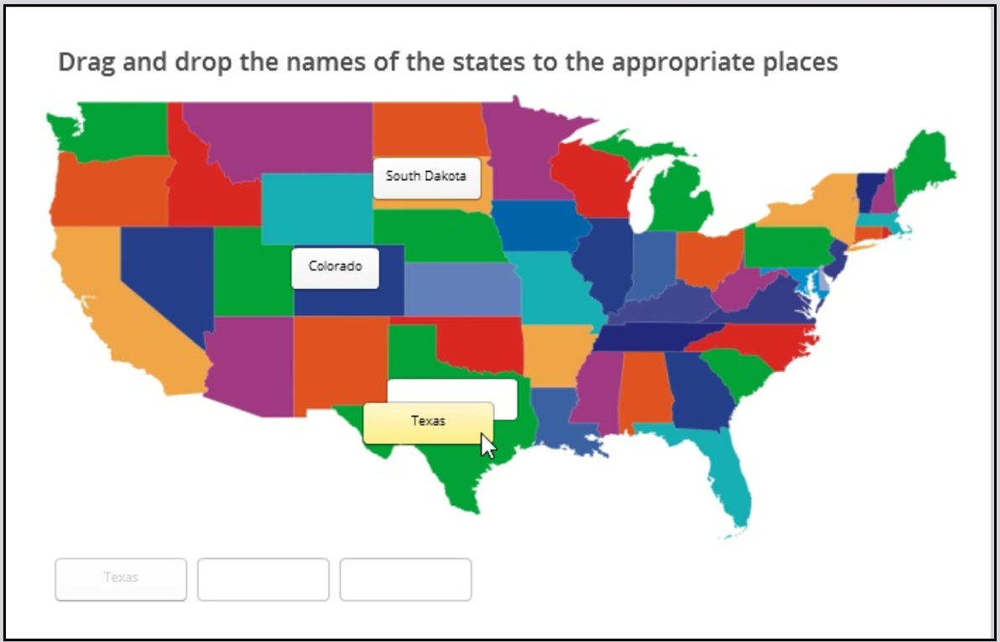 Drag and drop the names of the states to the appropriate places
South Dakota
Colorado
Texas
Texas